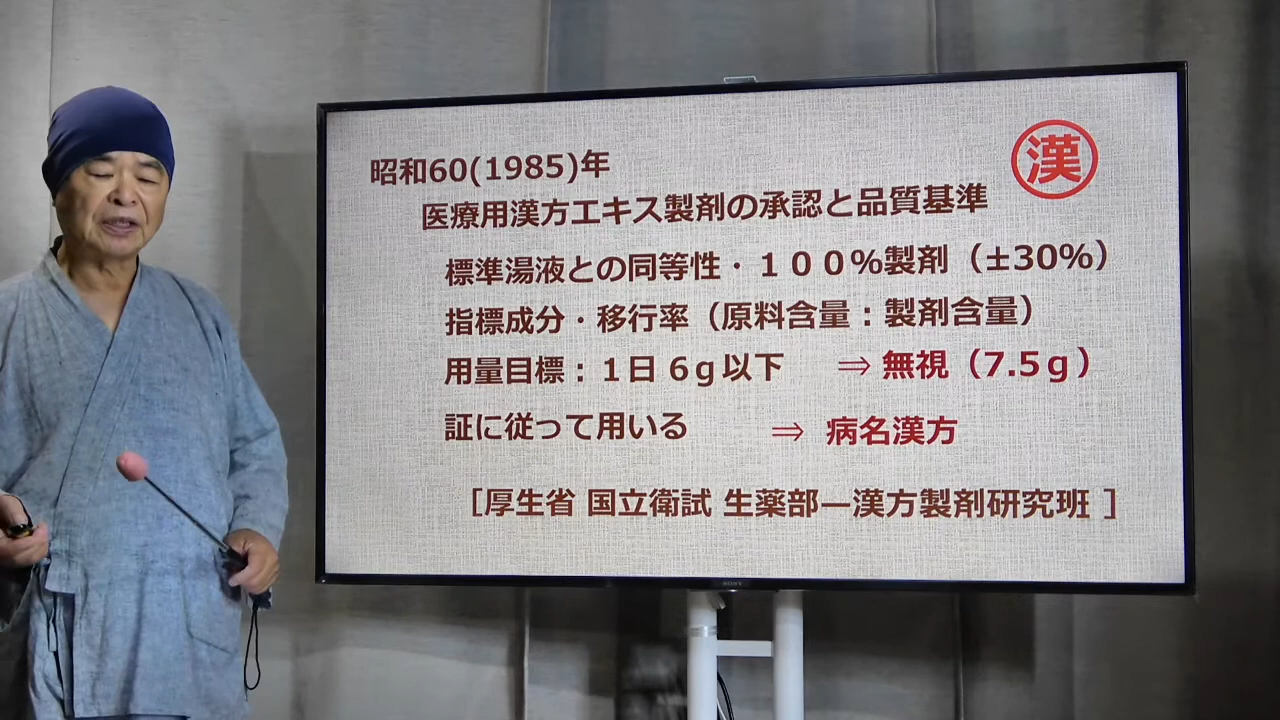 漢
昭和60(1985)年
医療用漢方エキス製剤の承認と品質基準
標準湯液との同等性・１００%製剤（±30%）
指標成分・移行率（原料含量：製剤含量）
用量目標：１日６g以下　⇒ 無視（7.5ｇ）
証に従って用いる　⇒ 病名漢方
［厚生省 国立衛試 生薬部―漢方製剤研究班 ］
SONY